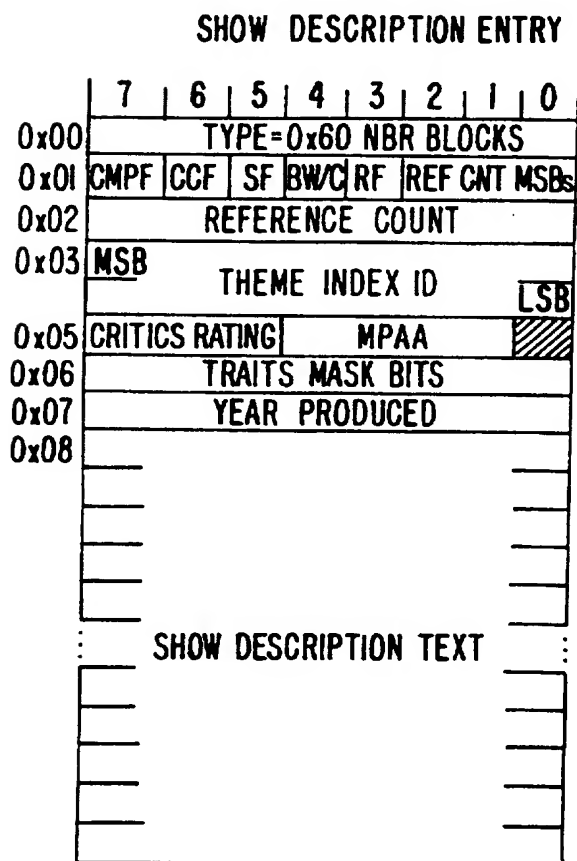 SHOW DESCRIPTION ENTRY
7 6 5 4 3 2 1 0
0x00 TYPE=0x60 NBR BLOCKS
0x01 CMPF CCF SF BW/C RF REF CNT MSBs
0x02 REFERENCE COUNT
0x03 MSB
THEME INDEX ID
LSB
0x05 CRITICS RATING MPAA
0x06 TRAITS MASK BITS
0x07 YEAR PRODUCED
0x08
SHOW DESCRIPTION TEXT